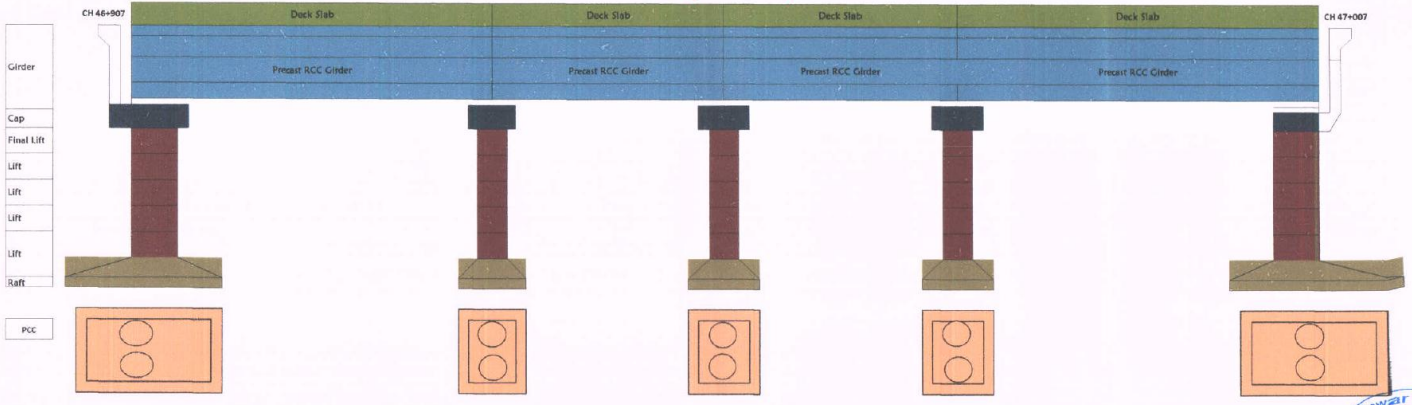 CH 46+907 Deck Slab Deck Slab Deck Slab Deck Slab CH 47+007
Girder Precast RCC Girder Precast RCC Girder Precast RCC Girder Precast RCC Girder
Cap
Final Lift
Lift
Lift
Lift
Lift
Raft
PCC